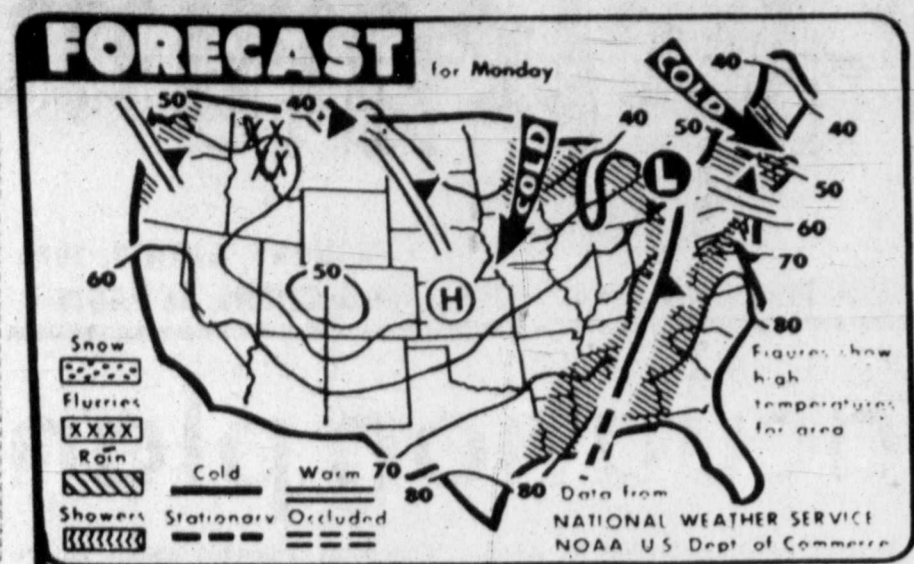 FORECAST
for Monday
COLD
40
50
40
40
50
40
COLD
50
60
70
L
60
50
H
80
Snow
Flurries
XXXX
Rain
Showers
Cold
Stationary
Warm
Occluded
70
80
80
Figures show
high
temperatures
for area
Data from
NATIONAL WEATHER SERVICE
NOAA U S Dept of Commerce